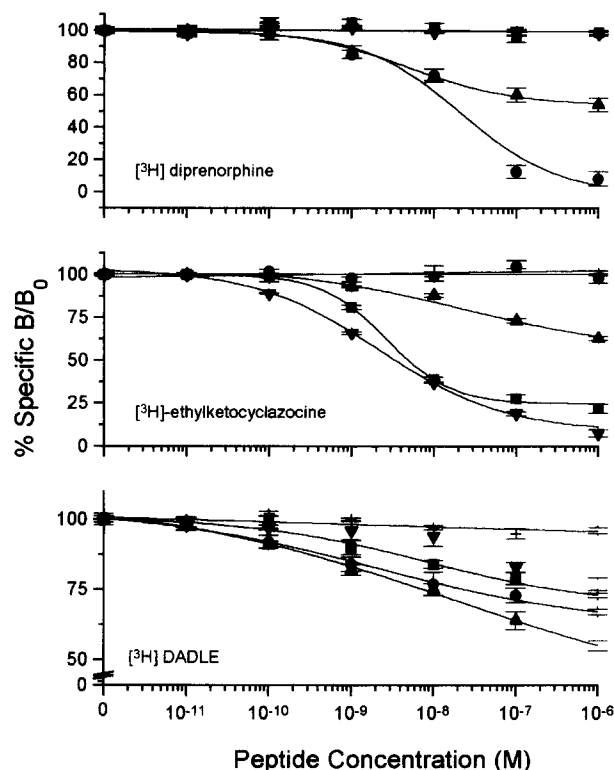 100
80
60
40
20
0
[³H] diprenorphine
% Specific B/B₀
100
75
50
25
0
[³H]-ethylketocyclazocine
100
75
50
0
[³H] DADLE
0 10⁻¹¹ 10⁻¹⁰ 10⁻⁹ 10⁻⁸ 10⁻⁷ 10⁻⁶
Peptide Concentration (M)